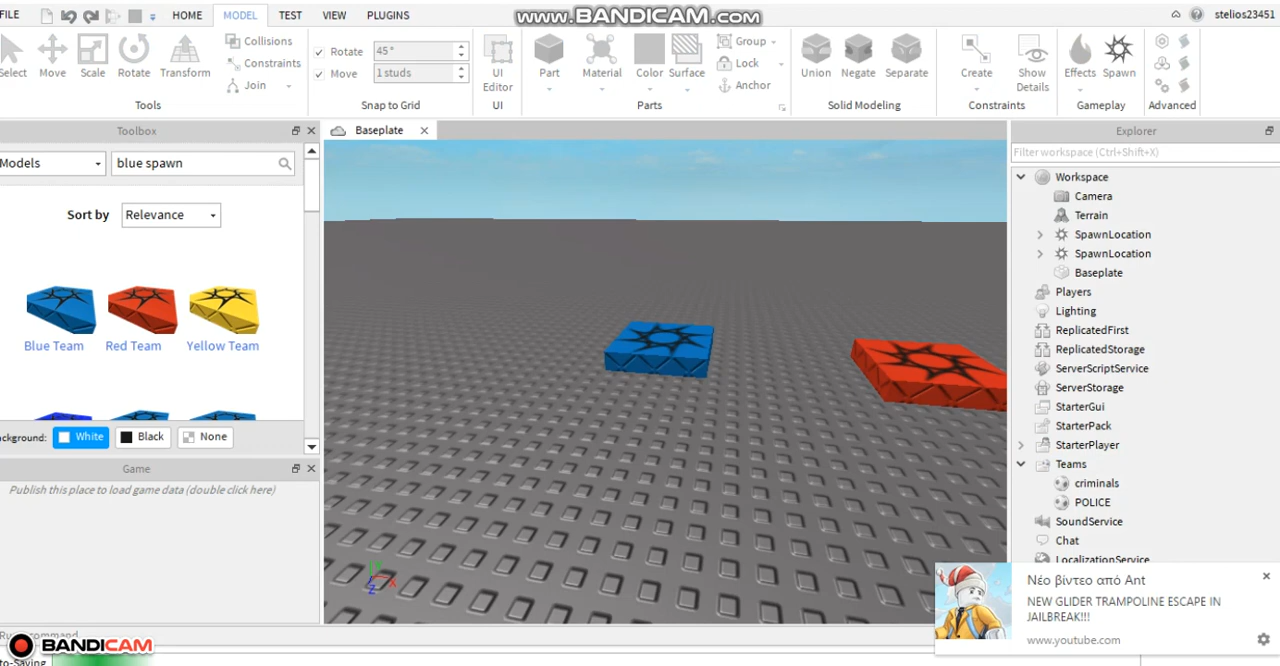 www.BANDICAM.com
FILE HOME MODEL TEST VIEW PLUGINS stelios23451
Select Move Scale Rotate Transform
Collisions
Constraints
Join
Tools
Rotate 45°
Move 1 studs
Snap to Grid
UI Editor
UI
Part Material Color Surface
Group
Lock
Anchor
Parts
Union Negate Separate
Solid Modeling
Create Show Details
Constraints
Effects Spawn
Gameplay
Advanced
Toolbox
Models blue spawn
Sort by Relevance
Blue Team Red Team Yellow Team
ckground: White Black None
Game
Publish this place to load game data (double click here)
Baseplate
Y
X
Z
Explorer
Filter workspace (Ctrl+Shift+X)
Workspace
Camera
Terrain
SpawnLocation
SpawnLocation
Baseplate
Players
Lighting
ReplicatedFirst
ReplicatedStorage
ServerScriptService
ServerStorage
StarterGui
StarterPack
StarterPlayer
Teams
criminals
POLICE
SoundService
Chat
LocalizationService
Νέο βίντεο από Ant
NEW GLIDER TRAMPOLINE ESCAPE IN
JAILBREAK!!!
www.youtube.com
BANDICAM